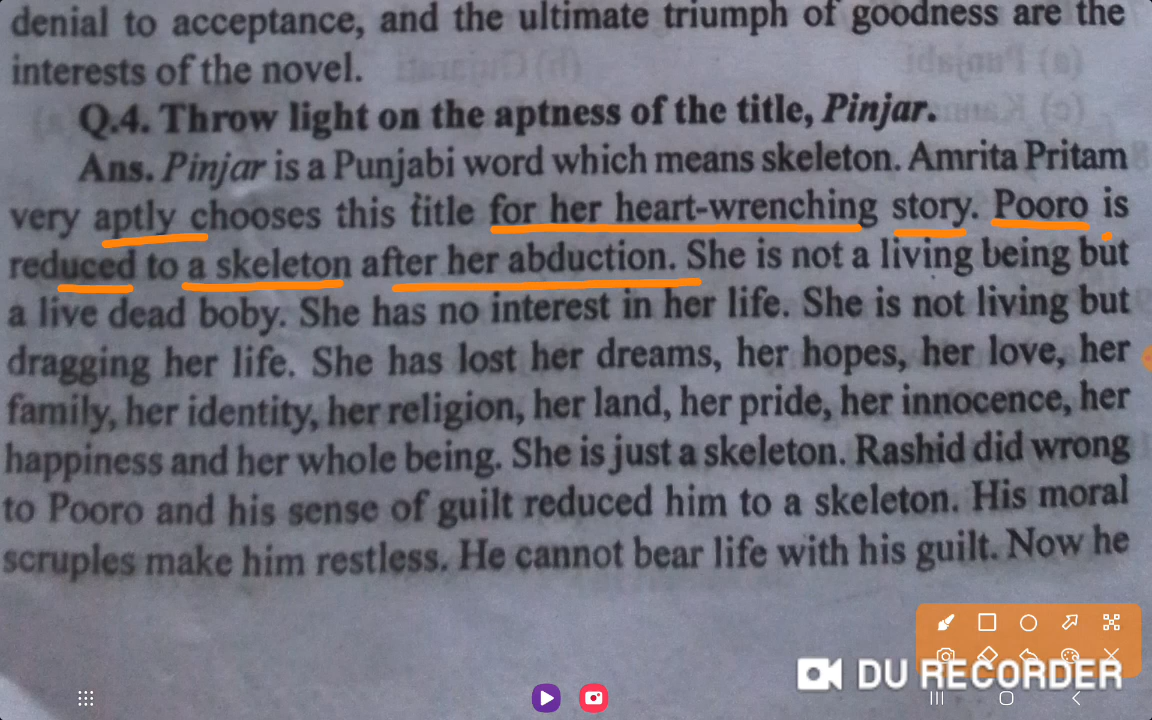 denial to acceptance, and the ultimate triumph of goodness are the
interests of the novel.
Q.4. Throw light on the aptness of the title, Pinjar.
Ans. Pinjar is a Punjabi word which means skeleton. Amrita Pritam
very aptly chooses this title for her heart-wrenching story. Pooro is
reduced to a skeleton after her abduction. She is not a living being but
a live dead boby. She has no interest in her life. She is not living but
dragging her life. She has lost her dreams, her hopes, her love, her
family, her identity, her religion, her land, her pride, her innocence, her
happiness and her whole being. She is just a skeleton. Rashid did wrong
to Pooro and his sense of guilt reduced him to a skeleton. His moral
scruples make him restless. He cannot bear life with his guilt. Now he
DU RECORDER